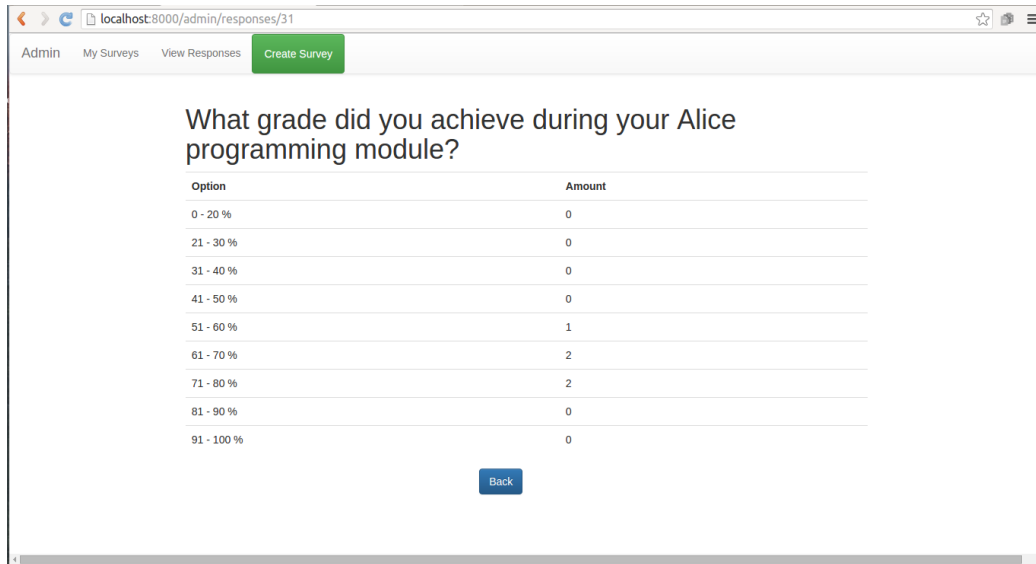 localhost:8000/admin/responses/31
Admin My Surveys View Responses Create Survey
What grade did you achieve during your Alice
programming module?
Option Amount
0 - 20 % 0
21 - 30 % 0
31 - 40 % 0
41 - 50 % 0
51 - 60 % 1
61 - 70 % 2
71 - 80 % 2
81 - 90 % 0
91 - 100 % 0
Back